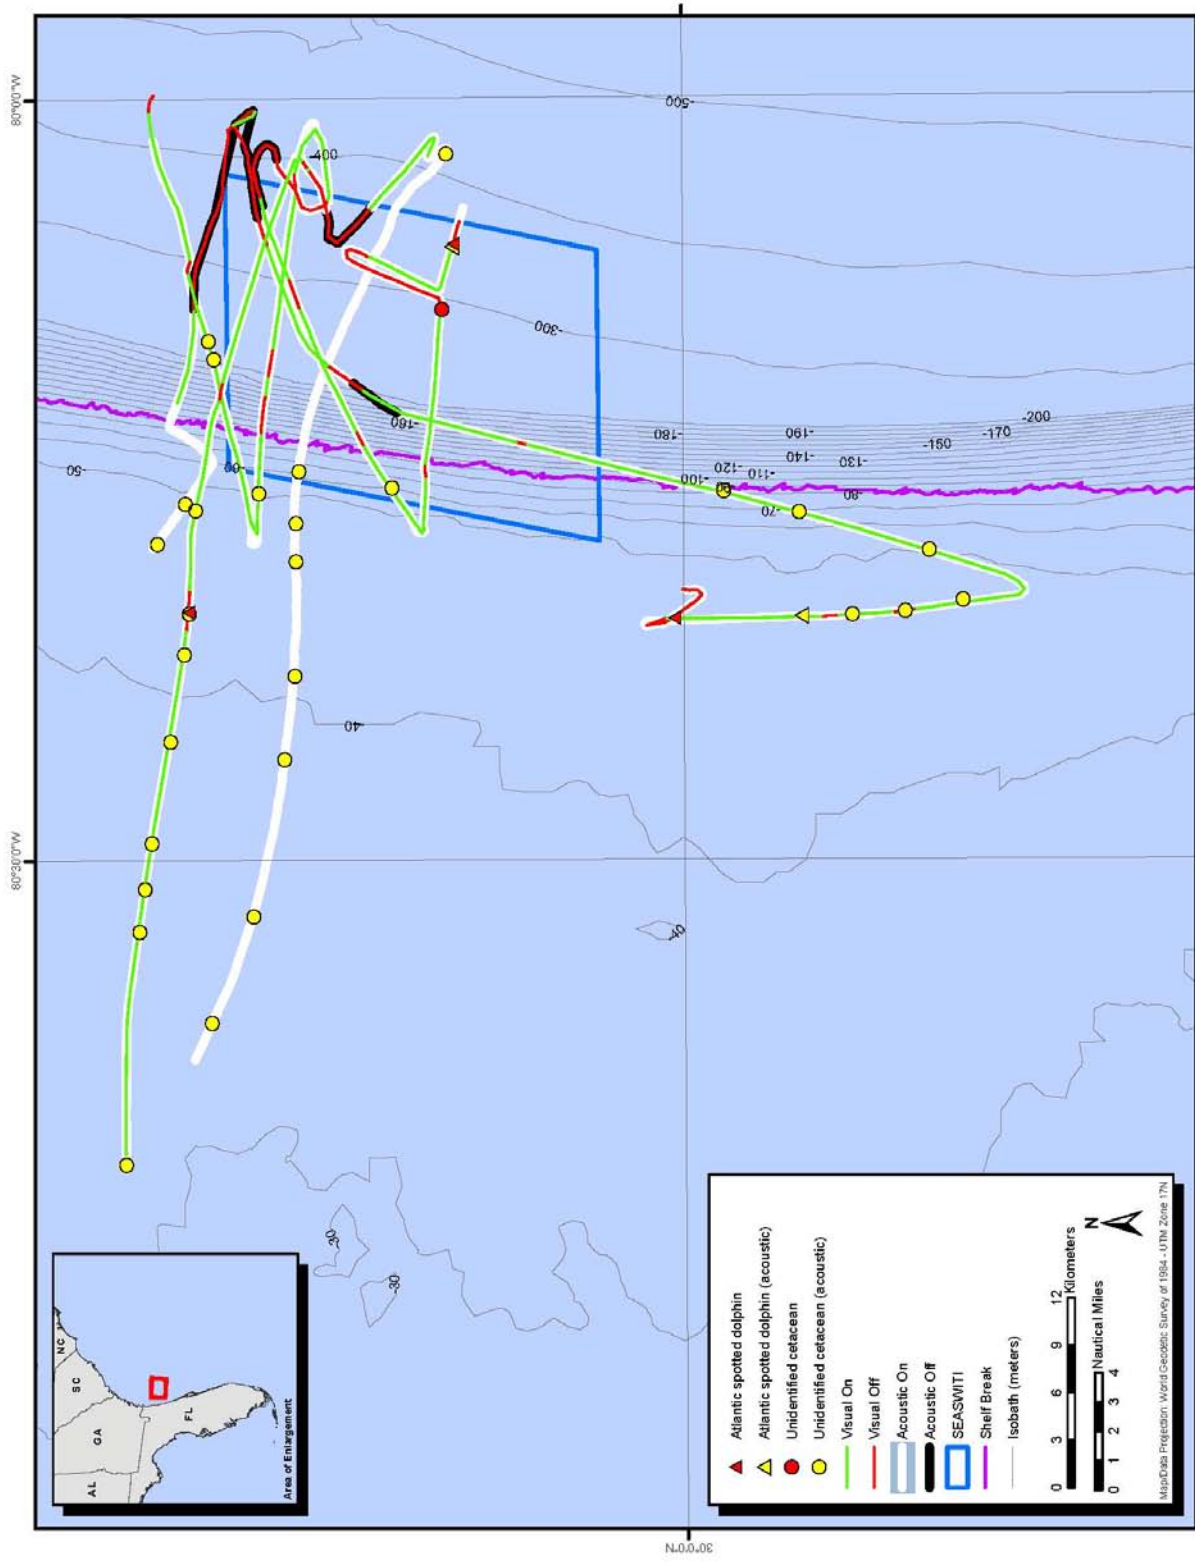 80°0'0"W
80°30'0"W
30°0'0"N
-500
-400
-300
-200
-190
-180
-180
-170
-160
-150
-140
-130
-120
-110
-100
-90
-90
-80
-70
-50
-40
-40
-30
-30
NC
SC
GA
AL
FL
Area of Enlargement
Atlantic spotted dolphin
Atlantic spotted dolphin (acoustic)
Unidentified cetacean
Unidentified cetacean (acoustic)
Visual On
Visual Off
Acoustic On
Acoustic Off
SEASWITI
Shelf Break
Isobath (meters)
0 3 6 9 12
Kilometers
Nautical Miles
0 1 2 3 4
N
Map/Data Projection: World Geodetic Survey of 1984 - UTM Zone 17N